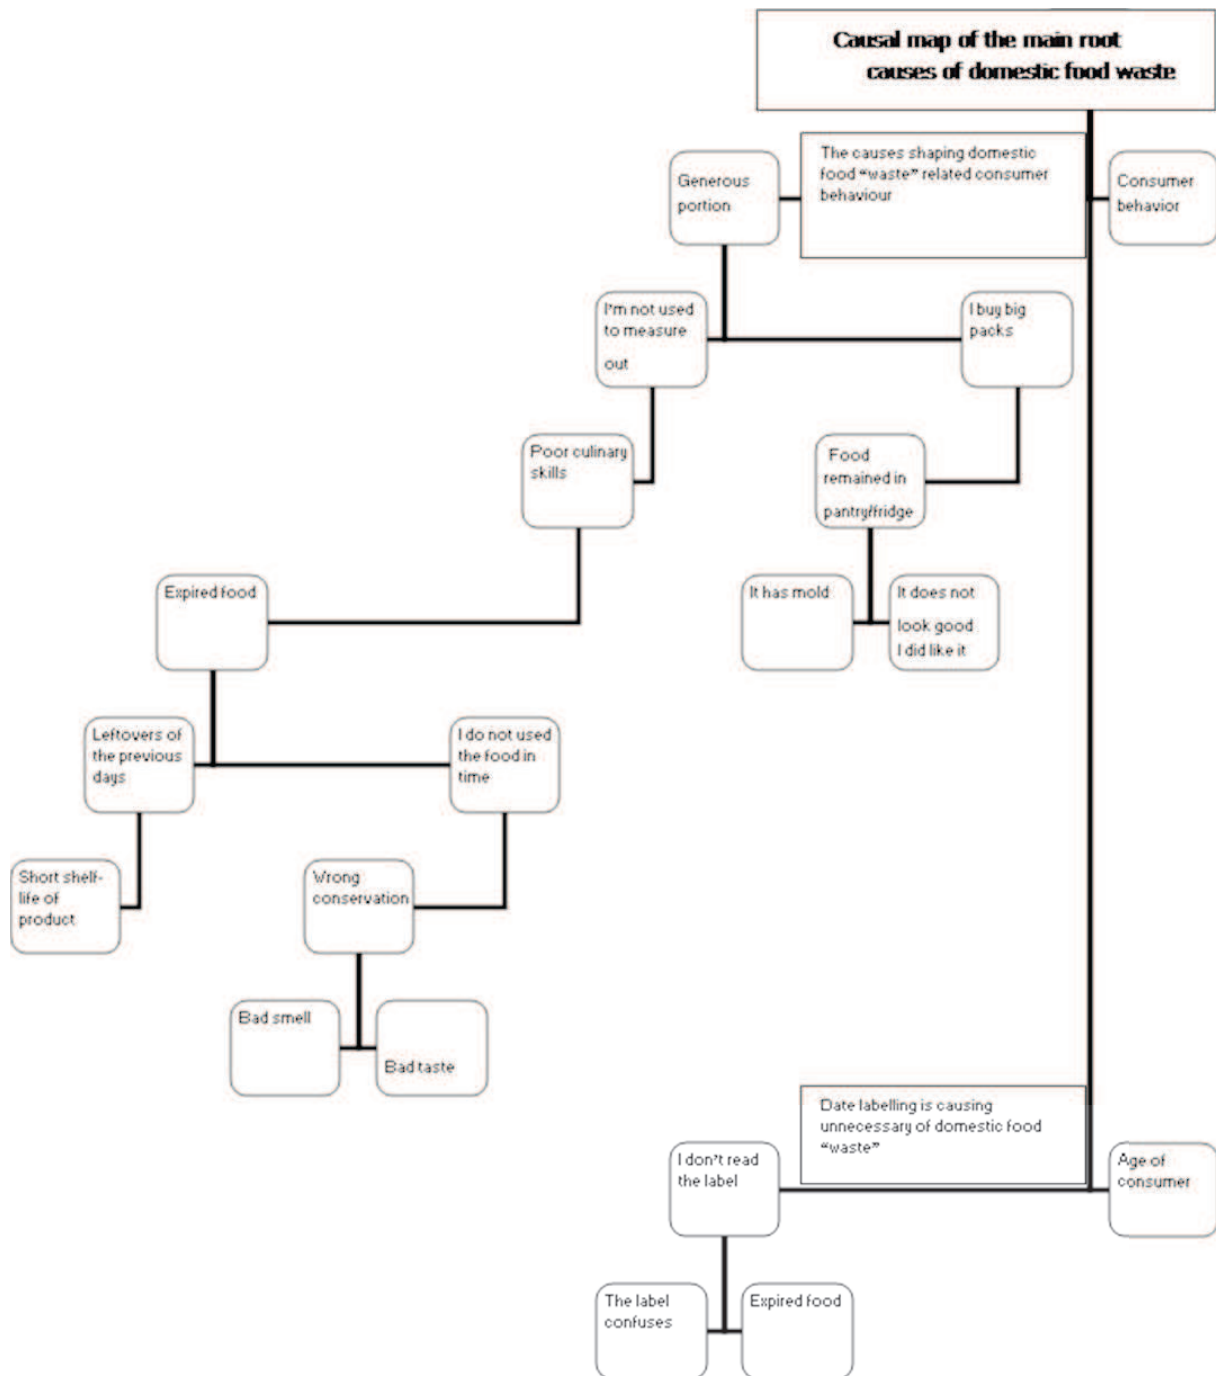 Causal map of the main root
causes of domestic food waste
The causes shaping domestic
food “waste” related consumer
behaviour
Generous
portion
Consumer
behavior
I'm not used
to measure
out
I buy big
packs
Poor culinary
skills
Food
remained in
pantry/fridge
Expired food
It has mold
It does not
look good
I did like it
Leftovers of
the previous
days
I do not used
the food in
time
Short shelf-
life of
product
Wrong
conservation
Bad smell
Bad taste
Date labelling is causing
unnecessary of domestic food
“waste”
I don't read
the label
Age of
consumer
The label
confuses
Expired food